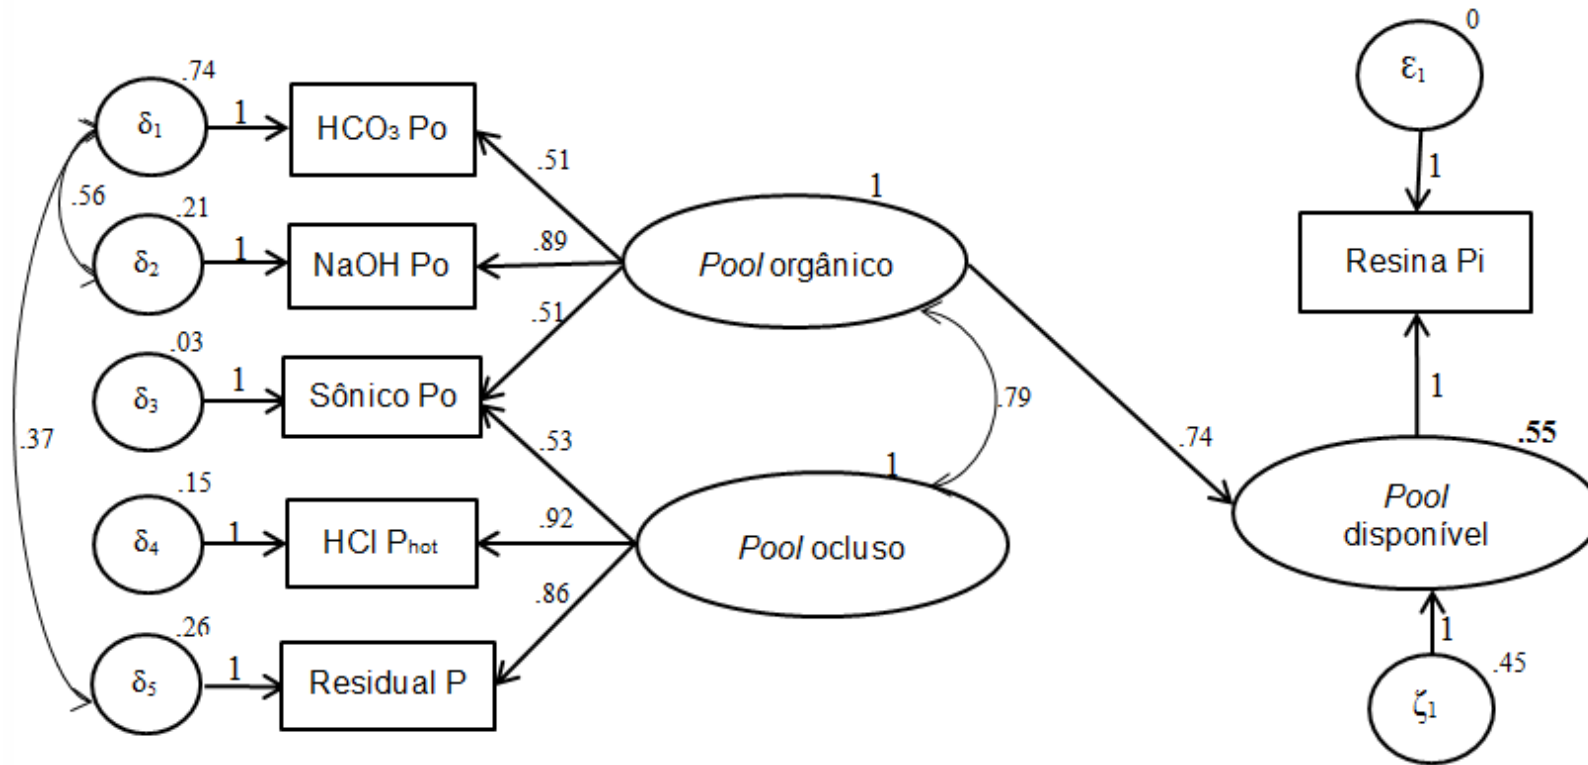 .74
δ₁
1
HCO₃ Po
.51
.56
.21
δ₂
1
NaOH Po
.89
.51
.03
δ₃
1
Sônico Po
.53
.37
.15
δ₄
1
HCl Phot
.92
.86
.26
δ₅
1
Residual P
1
Pool orgânico
.79
1
Pool ocluso
.74
0
ε₁
1
Resina Pi
1
.55
Pool
disponível
1
.45
ζ₁